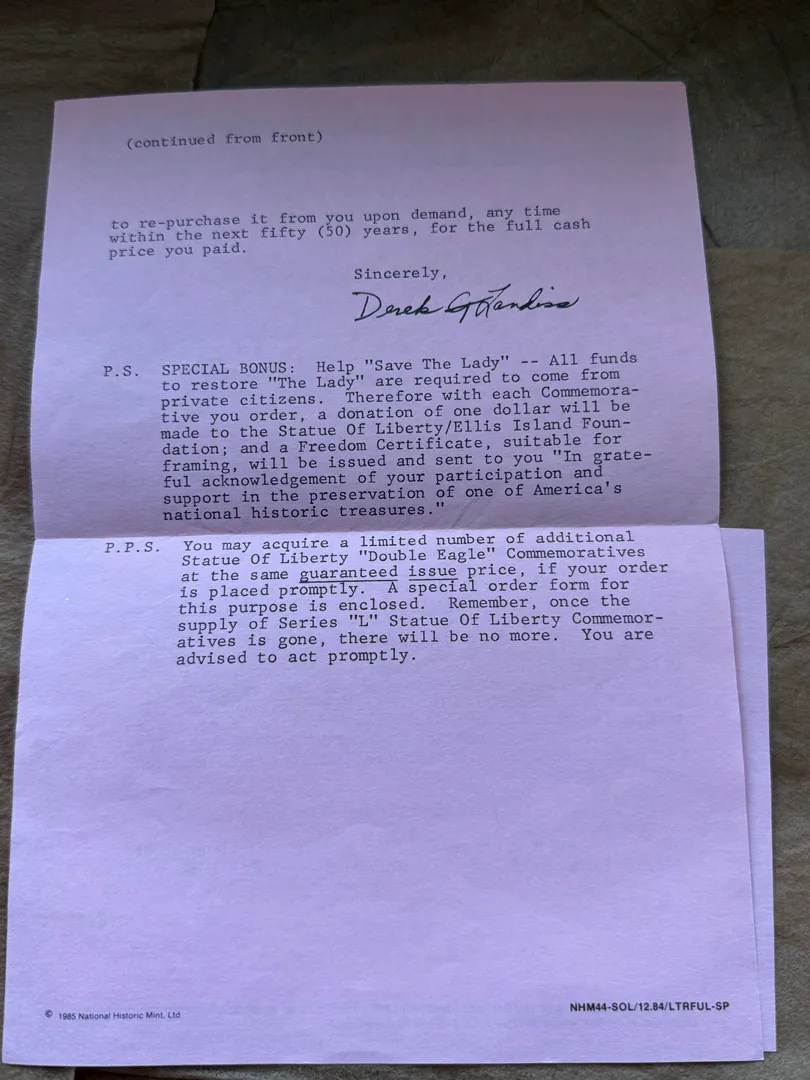 (continued from front)
to re-purchase it from you upon demand, any time
within the next fifty (50) years, for the full cash
price you paid.
Sincerely,
Derek G Landiss
P.S. SPECIAL BONUS: Help "Save The Lady" -- All funds
to restore "The Lady" are required to come from
private citizens. Therefore with each Commemora-
tive you order, a donation of one dollar will be
made to the Statue Of Liberty/Ellis Island Foun-
dation; and a Freedom Certificate, suitable for
framing, will be issued and sent to you "In grate-
ful acknowledgement of your participation and
support in the preservation of one of America's
national historic treasures."
P.P.S. You may acquire a limited number of additional
Statue Of Liberty "Double Eagle" Commemoratives
at the same guaranteed issue price, if your order
is placed promptly. A special order form for
this purpose is enclosed. Remember, once the
supply of Series "L" Statue Of Liberty Commemor-
atives is gone, there will be no more. You are
advised to act promptly.
© 1985 National Historic Mint, Ltd
NHM44-SOL/12.84/LTRFUL-SP